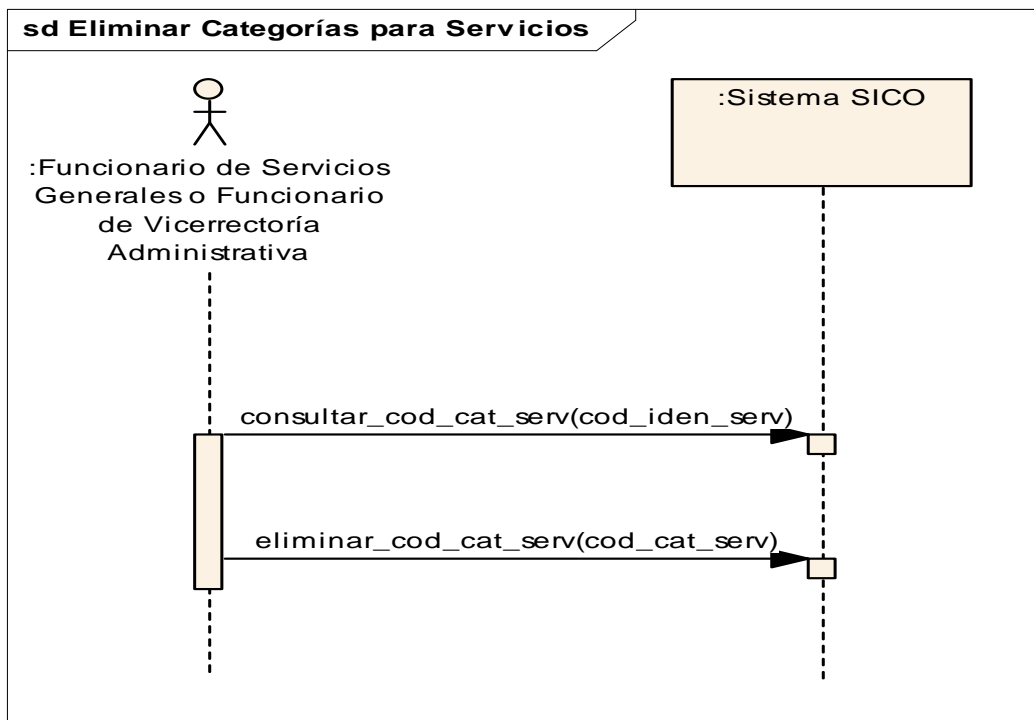 sd Eliminar Categorías para Servicios
:Sistema SICO
:Funcionario de Servicios
Generales o Funcionario
de Vicerrectoría
Administrativa
consultar_cod_cat_serv(cod_iden_serv)
eliminar_cod_cat_serv(cod_cat_serv)